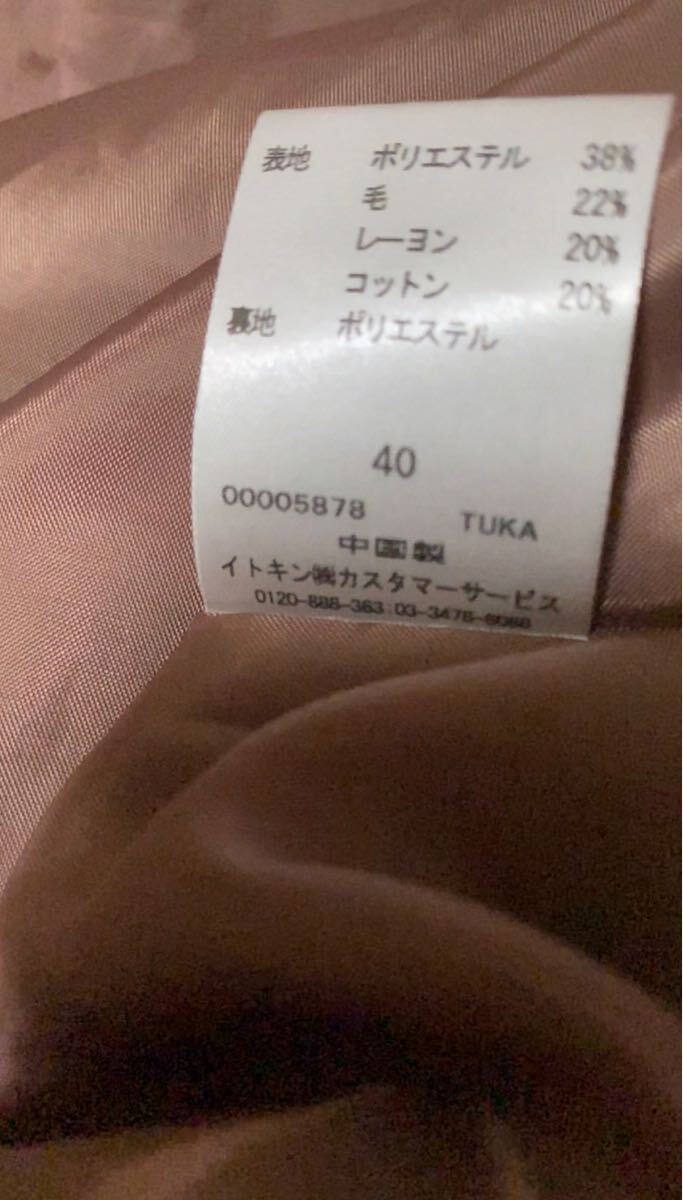 表地 ポリエステル 38%
毛 22%
レーヨン 20%
コットン 20%
裏地 ポリエステル
40
00005878 TUKA
中国製
イトキン㈱カスタマーサービス
0120-888-363 03-3478-8088